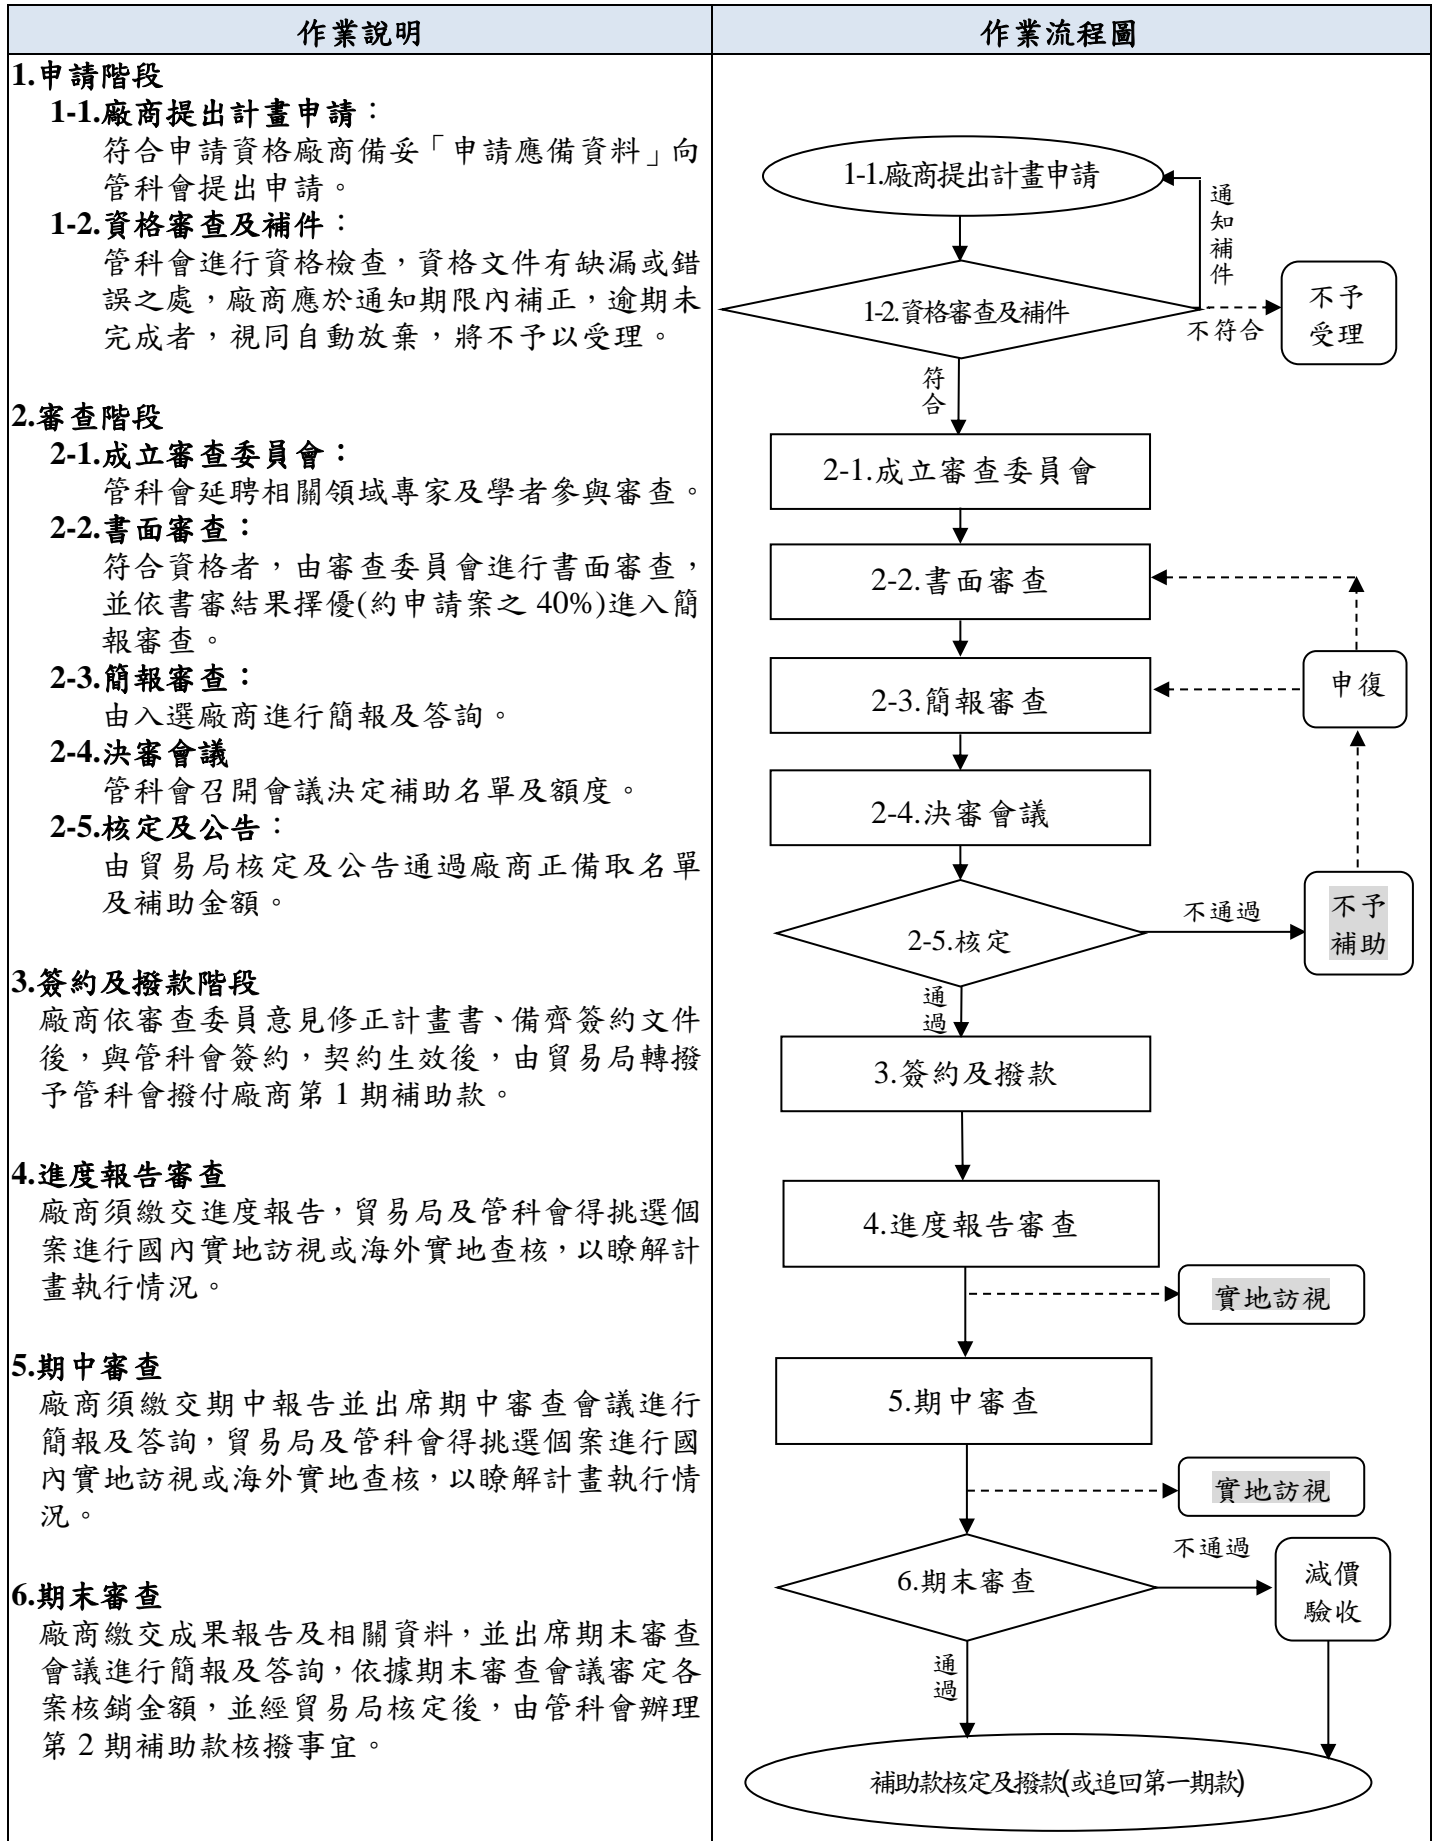 作業說明
作業流程圖
1.申請階段
1-1.廠商提出計畫申請：
符合申請資格廠商備妥「申請應備資料」向
管科會提出申請。
1-2.資格審查及補件：
管科會進行資格檢查，資格文件有缺漏或錯
誤之處，廠商應於通知期限內補正，逾期未
完成者，視同自動放棄，將不予以受理。
2.審查階段
2-1.成立審查委員會：
管科會延聘相關領域專家及學者參與審查。
2-2.書面審查：
符合資格者，由審查委員會進行書面審查，
並依書審結果擇優(約申請案之 40%)進入簡
報審查。
2-3.簡報審查：
由入選廠商進行簡報及答詢。
2-4.決審會議
管科會召開會議決定補助名單及額度。
2-5.核定及公告：
由貿易局核定及公告通過廠商正備取名單
及補助金額。
3.簽約及撥款階段
廠商依審查委員意見修正計畫書、備齊簽約文件
後，與管科會簽約，契約生效後，由貿易局轉撥
予管科會撥付廠商第 1 期補助款。
4.進度報告審查
廠商須繳交進度報告，貿易局及管科會得挑選個
案進行國內實地訪視或海外實地查核，以瞭解計
畫執行情況。
5.期中審查
廠商須繳交期中報告並出席期中審查會議進行
簡報及答詢，貿易局及管科會得挑選個案進行國
內實地訪視或海外實地查核，以瞭解計畫執行情
況。
6.期末審查
廠商繳交成果報告及相關資料，並出席期末審查
會議進行簡報及答詢，依據期末審查會議審定各
案核銷金額，並經貿易局核定後，由管科會辦理
第 2 期補助款核撥事宜。
1-1.廠商提出計畫申請
通知補件
1-2.資格審查及補件
不符合
不予
受理
符合
2-1.成立審查委員會
2-2.書面審查
2-3.簡報審查
申復
2-4.決審會議
2-5.核定
不通過
不予
補助
通過
3.簽約及撥款
4.進度報告審查
實地訪視
5.期中審查
實地訪視
6.期末審查
不通過
減價
驗收
通過
補助款核定及撥款(或追回第一期款)